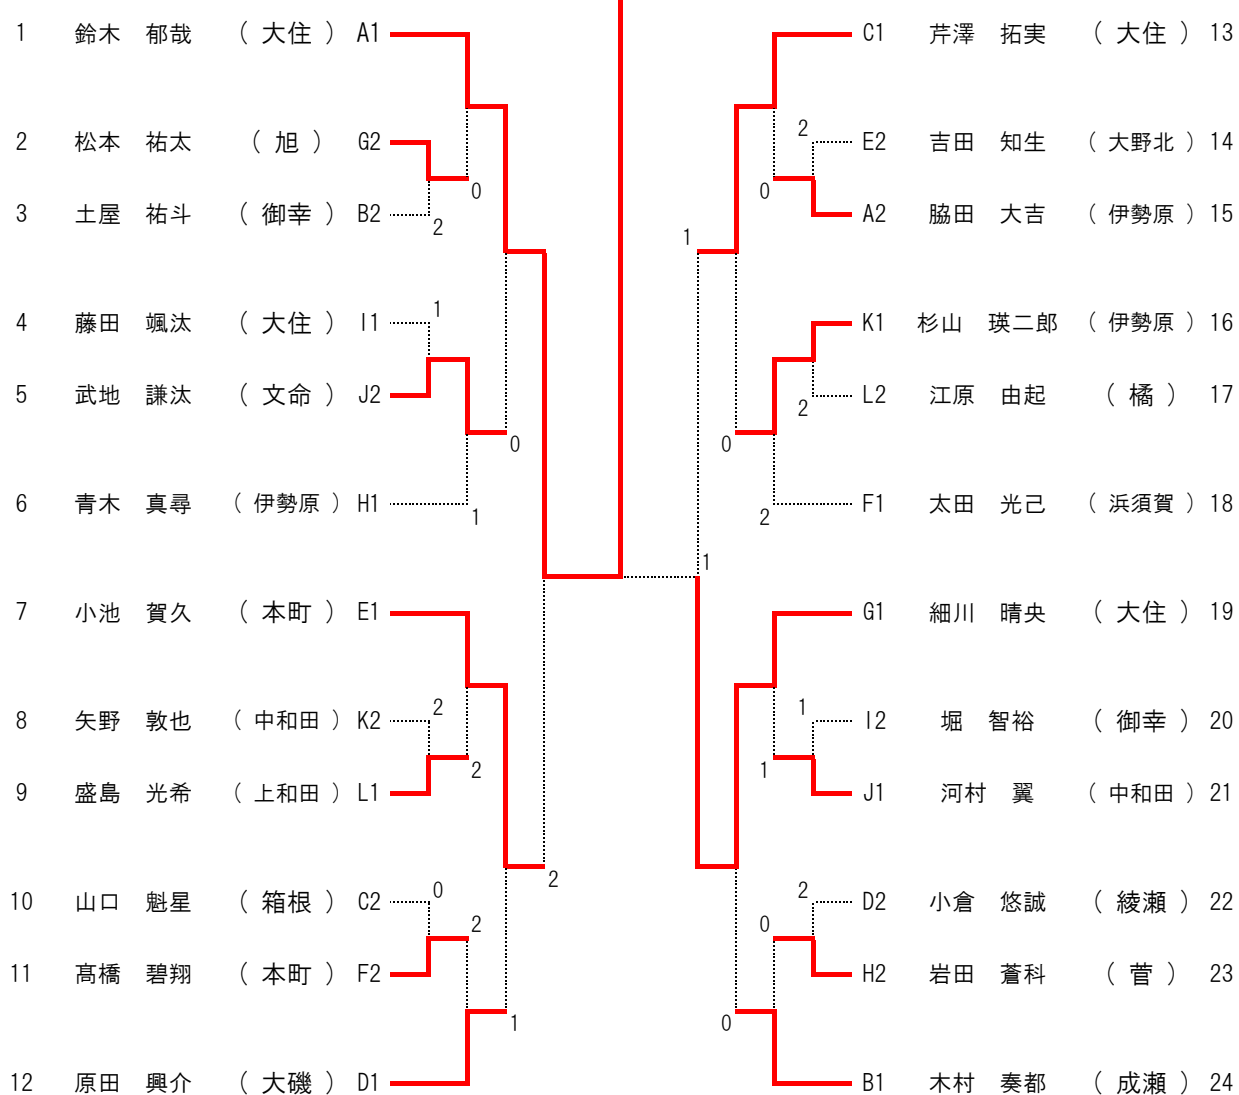 1 鈴木 郁哉 ( 大住 ) A1
C1 芹澤 拓実 ( 大住 ) 13
2 松本 祐太 ( 旭 ) G2
2
E2 吉田 知生 ( 大野北 ) 14
0
0
3 土屋 祐斗 ( 御幸 ) B2
2
A2 脇田 大吉 ( 伊勢原 ) 15
1
4 藤田 颯汰 ( 大住 ) I1
1
K1 杉山 瑛二郎 ( 伊勢原 ) 16
5 武地 謙汰 ( 文命 ) J2
2
L2 江原 由起 ( 橘 ) 17
0
0
6 青木 真尋 ( 伊勢原 ) H1
1
2
F1 太田 光己 ( 浜須賀 ) 18
1
7 小池 賀久 ( 本町 ) E1
G1 細川 晴央 ( 大住 ) 19
8 矢野 敦也 ( 中和田 ) K2
2
1
I2 堀 智裕 ( 御幸 ) 20
2
1
9 盛島 光希 ( 上和田 ) L1
J1 河村 翼 ( 中和田 ) 21
2
10 山口 魁星 ( 箱根 ) C2
0
2
D2 小倉 悠誠 ( 綾瀬 ) 22
2
0
11 髙橋 碧翔 ( 本町 ) F2
H2 岩田 蒼科 ( 菅 ) 23
1
0
12 原田 興介 ( 大磯 ) D1
B1 木村 奏都 ( 成瀬 ) 24